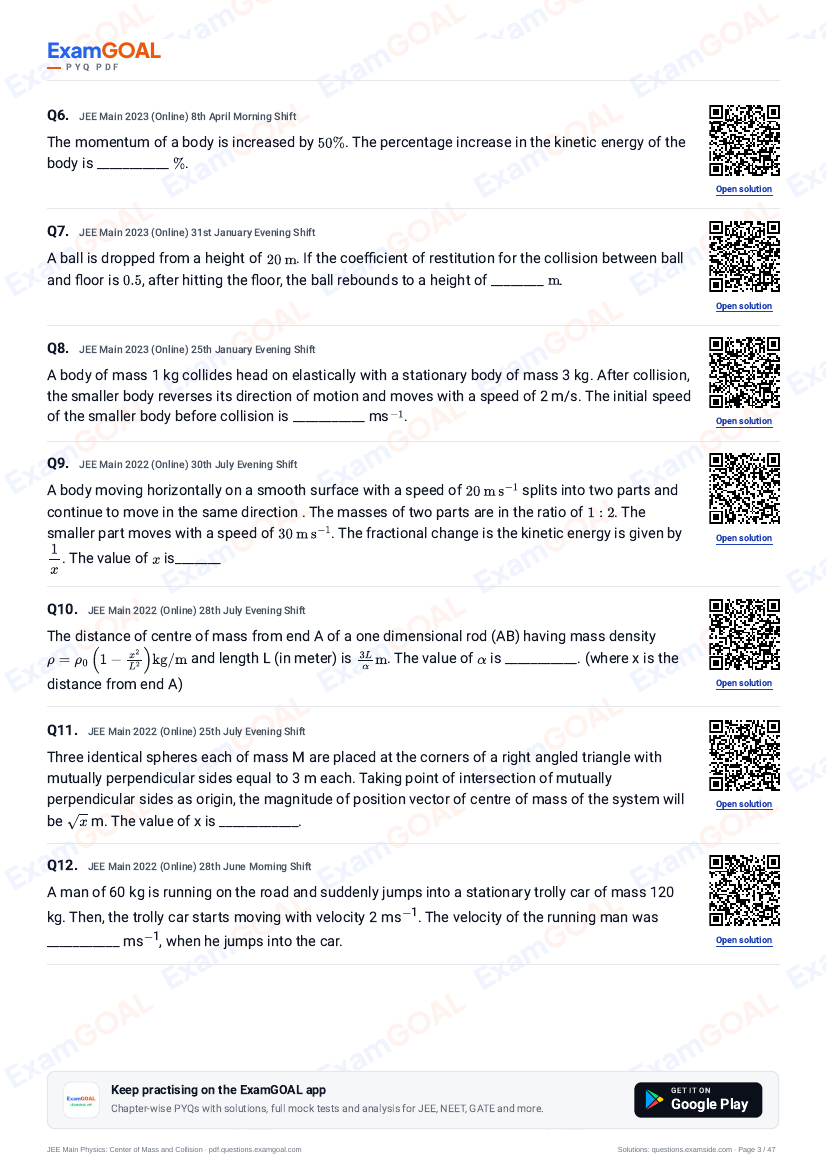 ExamGOAL
PYQ PDF
Q6. JEE Main 2023 (Online) 8th April Morning Shift
The momentum of a body is increased by 50%. The percentage increase in the kinetic energy of the
body is __________ %.
Open solution
Q7. JEE Main 2023 (Online) 31st January Evening Shift
A ball is dropped from a height of 20 m. If the coefficient of restitution for the collision between ball
and floor is 0.5, after hitting the floor, the ball rebounds to a height of _______ m.
Open solution
Q8. JEE Main 2023 (Online) 25th January Evening Shift
A body of mass 1 kg collides head on elastically with a stationary body of mass 3 kg. After collision,
the smaller body reverses its direction of motion and moves with a speed of 2 m/s. The initial speed
of the smaller body before collision is __________ ms⁻¹.
Open solution
Q9. JEE Main 2022 (Online) 30th July Evening Shift
A body moving horizontally on a smooth surface with a speed of 20 m s⁻¹ splits into two parts and
continue to move in the same direction . The masses of two parts are in the ratio of 1 : 2. The
smaller part moves with a speed of 30 m s⁻¹. The fractional change is the kinetic energy is given by
1/x. The value of x is______
Open solution
Q10. JEE Main 2022 (Online) 28th July Evening Shift
The distance of centre of mass from end A of a one dimensional rod (AB) having mass density
ρ = ρ₀ (1 − x²/L²) kg/m and length L (in meter) is 3L/α m. The value of α is __________. (where x is the
distance from end A)
Open solution
Q11. JEE Main 2022 (Online) 25th July Evening Shift
Three identical spheres each of mass M are placed at the corners of a right angled triangle with
mutually perpendicular sides equal to 3 m each. Taking point of intersection of mutually
perpendicular sides as origin, the magnitude of position vector of centre of mass of the system will
be √x m. The value of x is ___________.
Open solution
Q12. JEE Main 2022 (Online) 28th June Morning Shift
A man of 60 kg is running on the road and suddenly jumps into a stationary trolly car of mass 120
kg. Then, the trolly car starts moving with velocity 2 ms⁻¹. The velocity of the running man was
__________ ms⁻¹, when he jumps into the car.
Open solution
ExamGOAL
Keep practising on the ExamGOAL app
Chapter-wise PYQs with solutions, full mock tests and analysis for JEE, NEET, GATE and more.
GET IT ON
Google Play
JEE Main Physics: Center of Mass and Collision · pdf.questions.examgoal.com
Solutions: questions.examside.com · Page 3 / 47